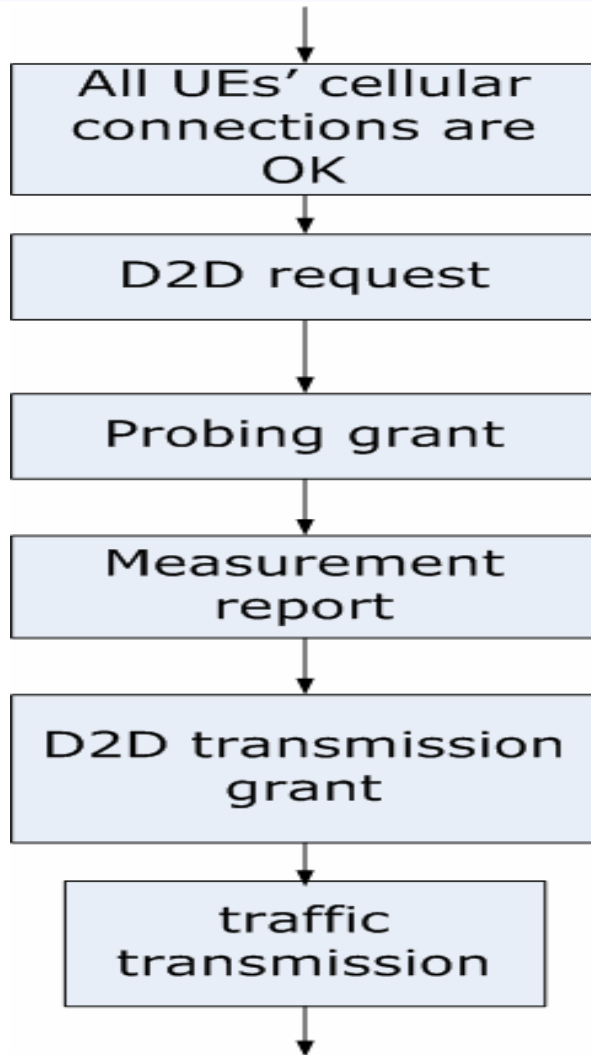 All UEs’ cellular
connections are
OK
D2D request
Probing grant
Measurement
report
D2D transmission
grant
traffic
transmission